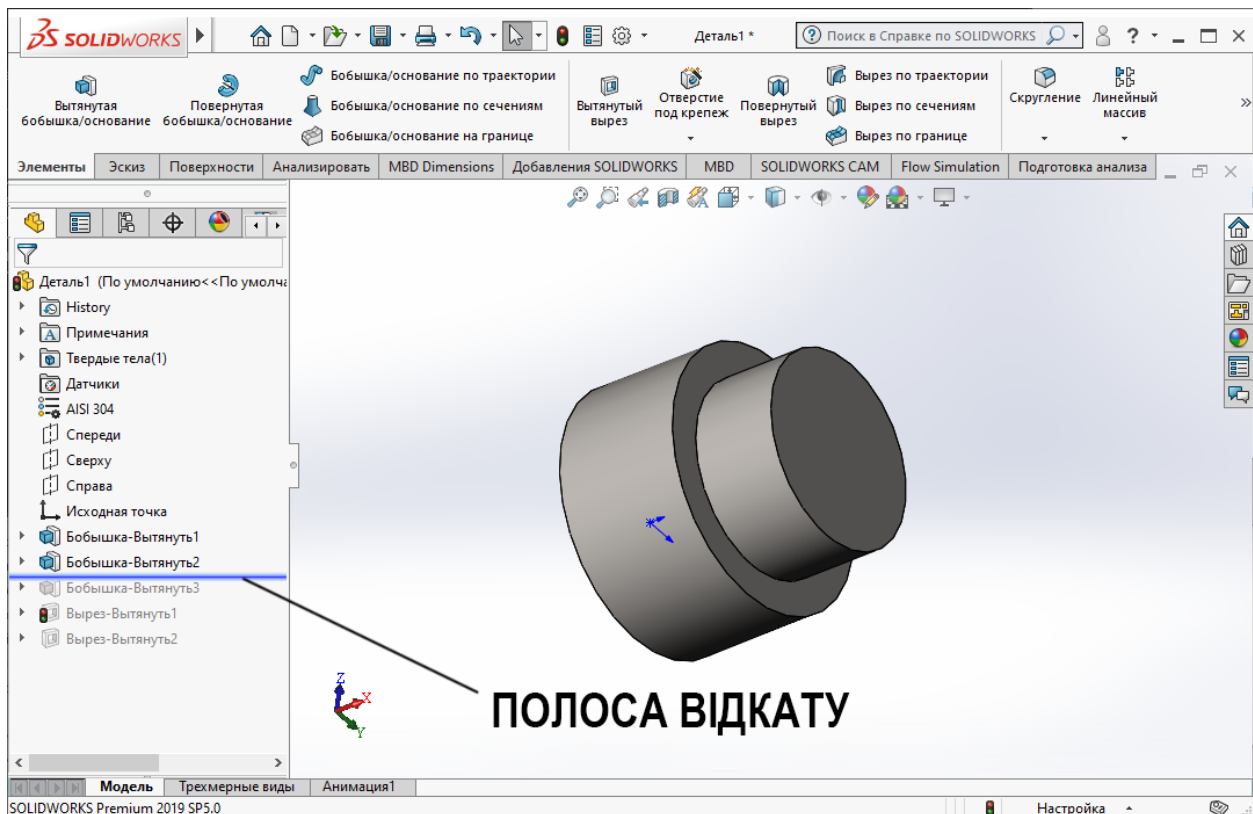 SOLIDWORKS
Деталь1 *
Поиск в Справке по SOLIDWORKS
Вытянутая бобышка/основание
Повернутая бобышка/основание
Бобышка/основание по траектории
Бобышка/основание по сечениям
Бобышка/основание на границе
Вытянутый вырез
Отверстие под крепеж
Повернутый вырез
Вырез по траектории
Вырез по сечениям
Вырез по границе
Скругление
Линейный массив
Элементы Эскиз Поверхности Анализировать MBD Dimensions Добавления SOLIDWORKS MBD SOLIDWORKS CAM Flow Simulation Подготовка анализа
Деталь1 (По умолчанию<<По умолча
History
Примечания
Твердые тела(1)
Датчики
AISI 304
Спереди
Сверху
Справа
Исходная точка
Бобышка-Вытянуть1
Бобышка-Вытянуть2
Бобышка-Вытянуть3
Вырез-Вытянуть1
Вырез-Вытянуть2
Z
X
Y
ПОЛОСА ВІДКАТУ
Модель Трехмерные виды Анимация1
SOLIDWORKS Premium 2019 SP5.0
Настройка